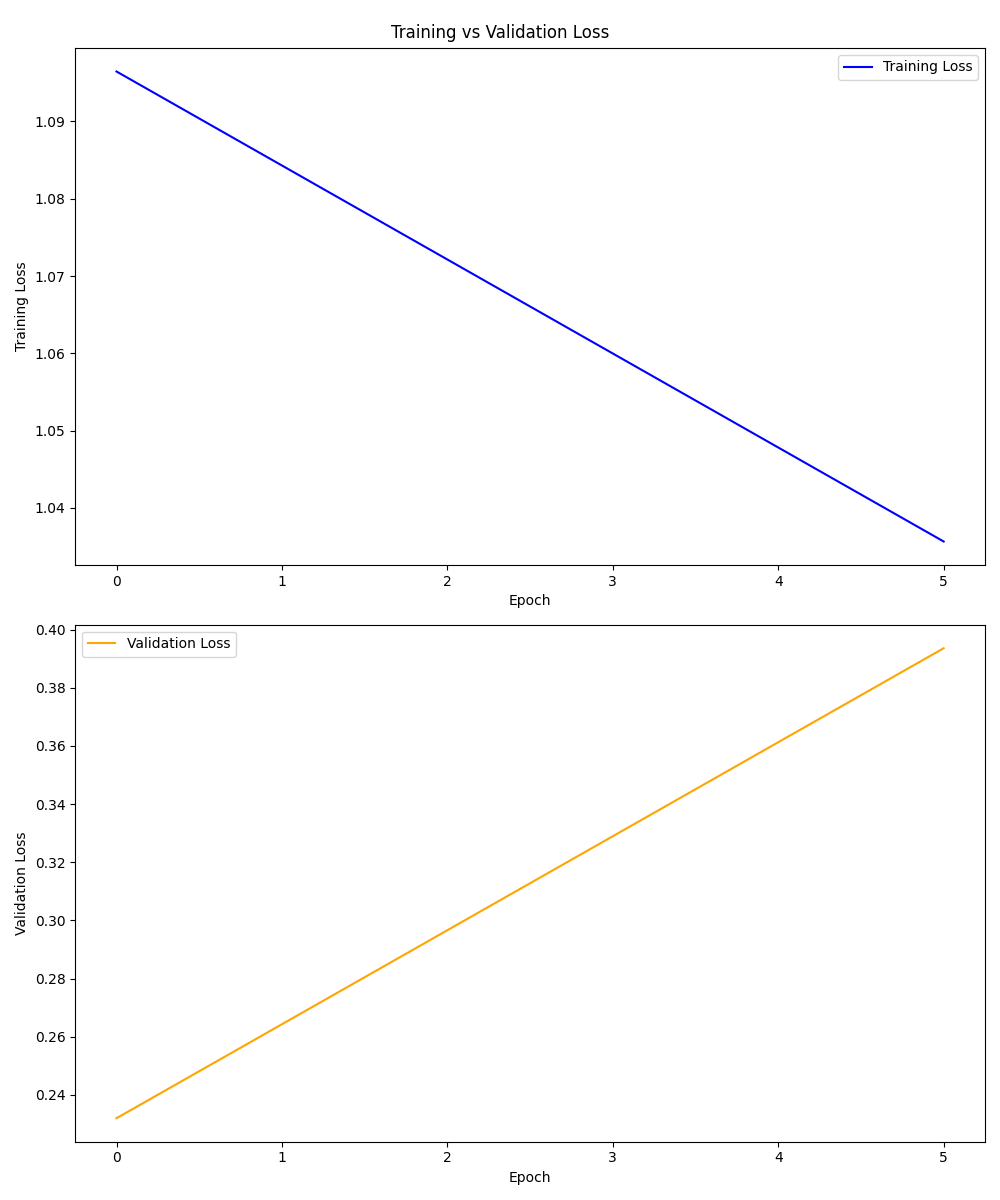 Training vs Validation Loss
Training Loss
1.09
1.08
1.07
1.06
1.05
1.04
Training Loss
0 1 2 3 4 5
Epoch
Validation Loss
0.40
0.38
0.36
0.34
0.32
0.30
0.28
0.26
0.24
Validation Loss
0 1 2 3 4 5
Epoch